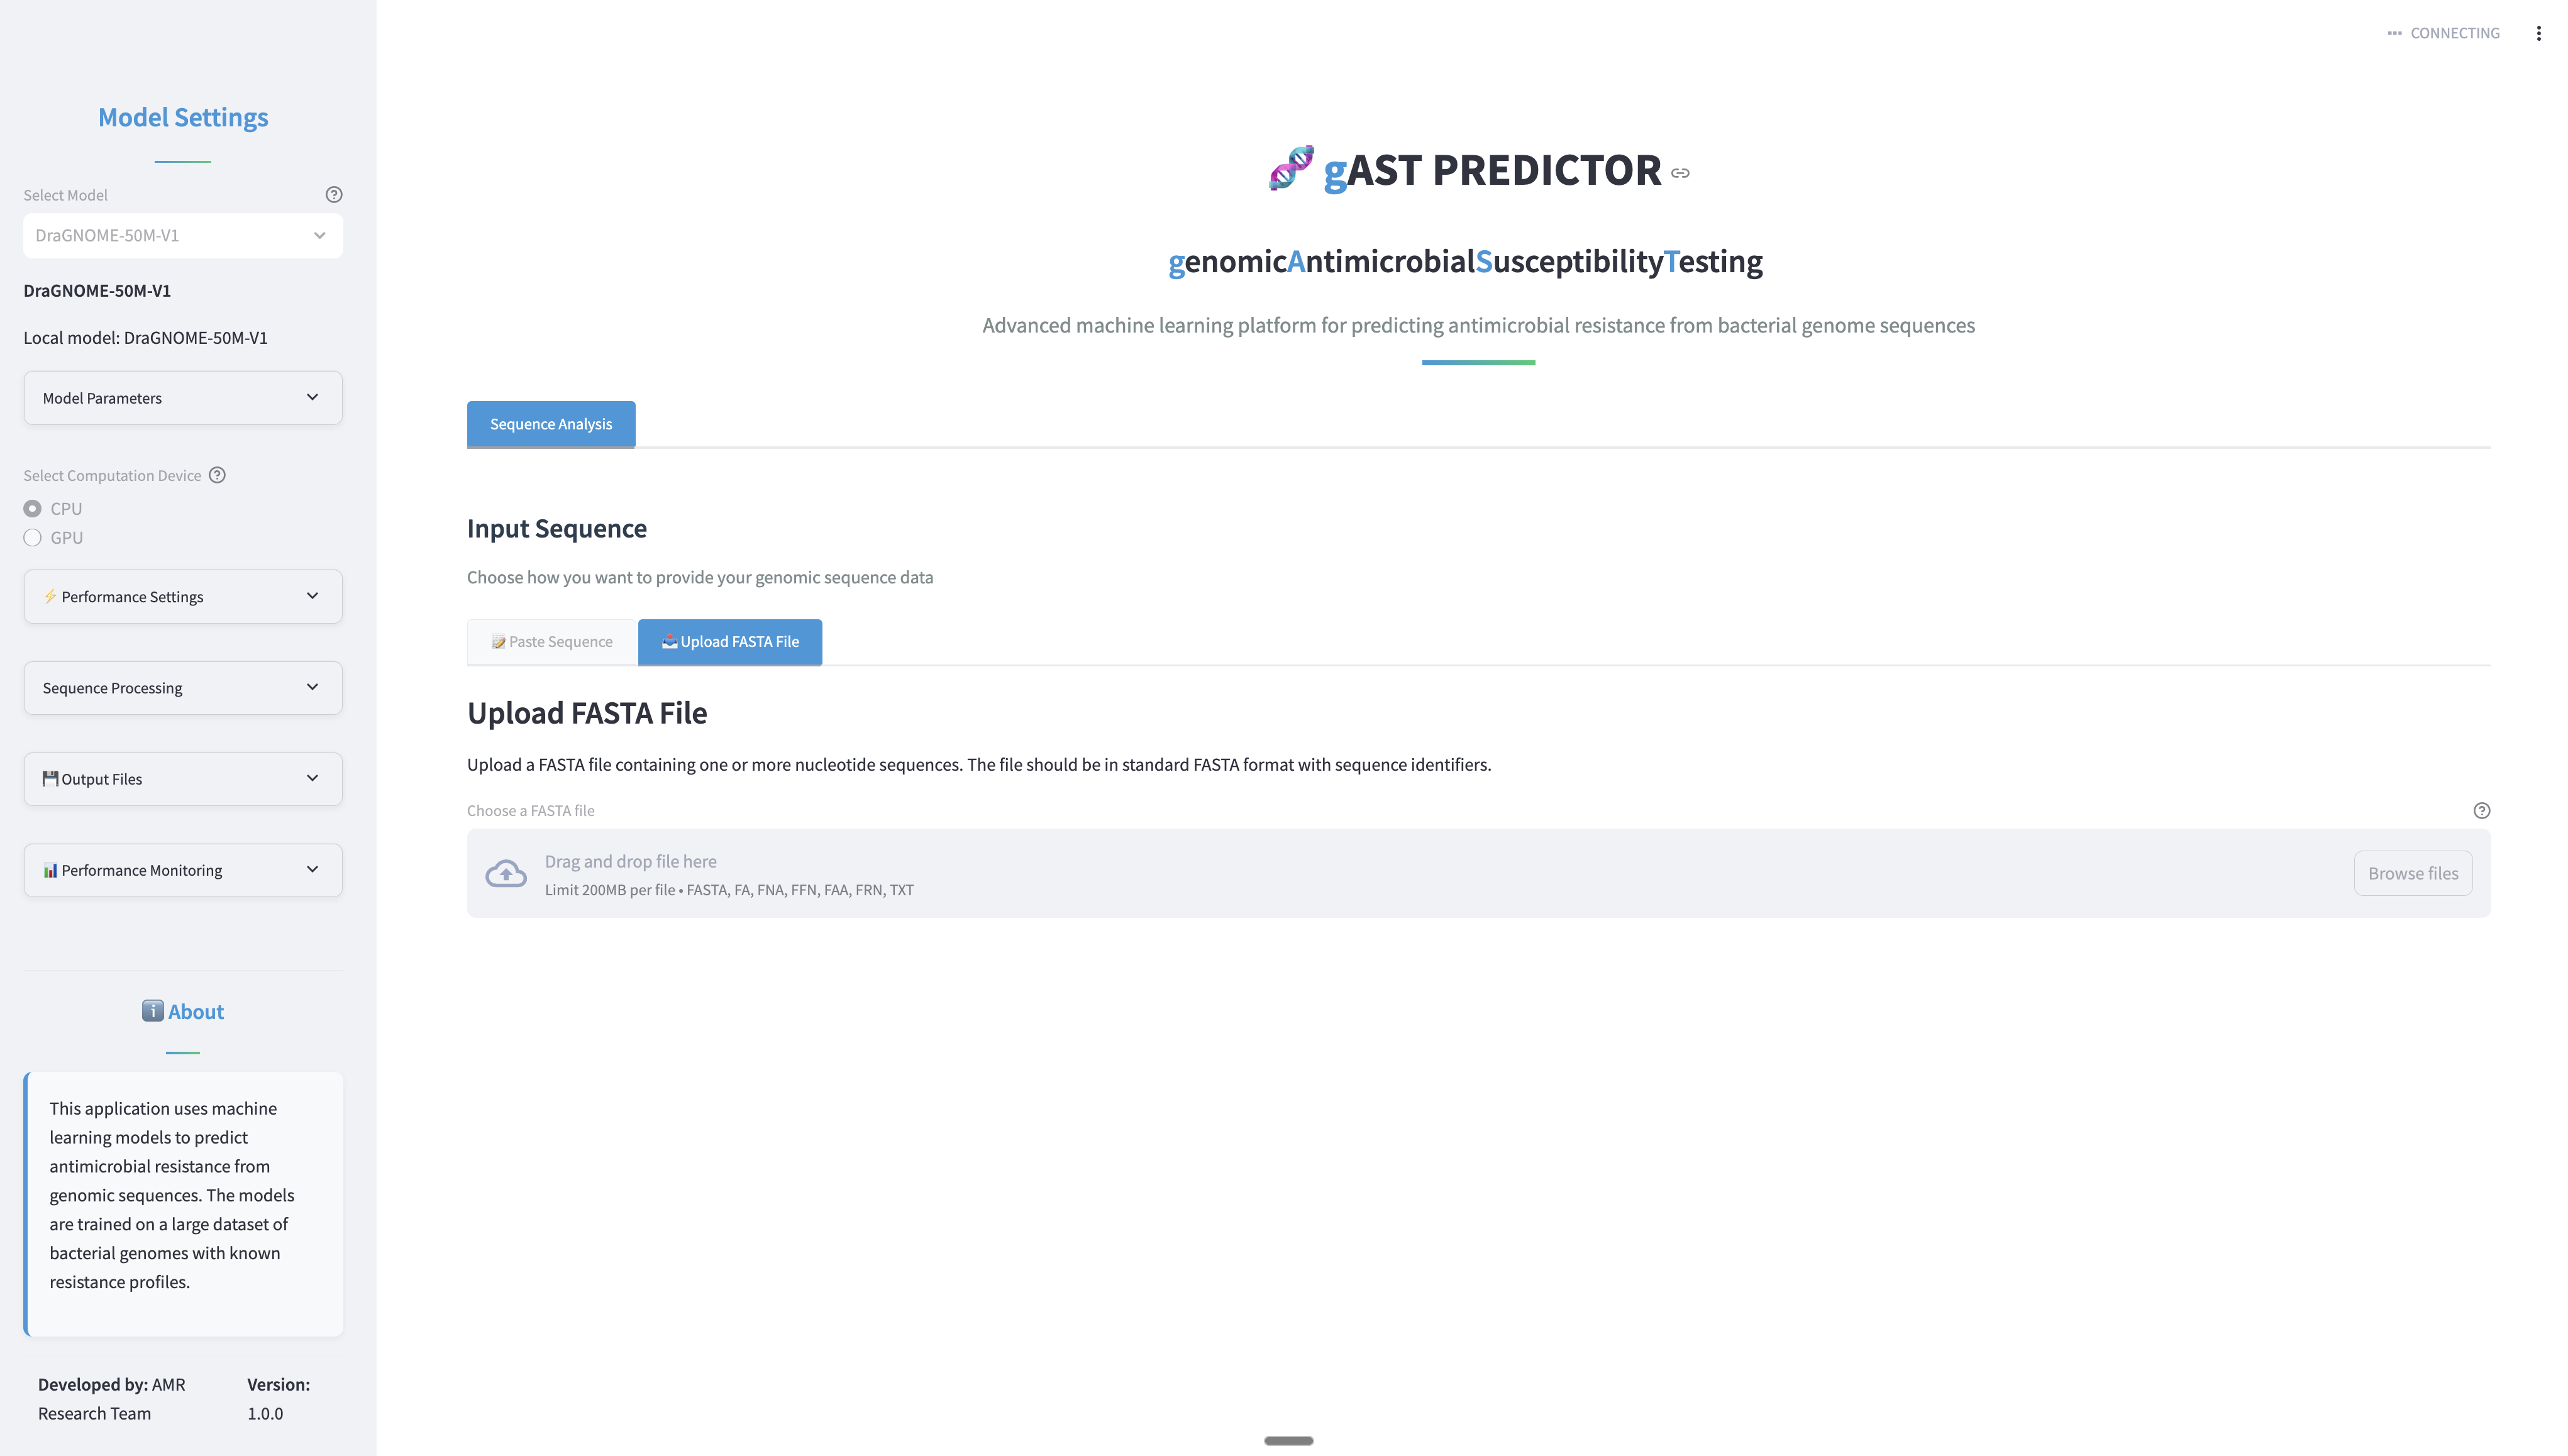 CONNECTING
Model Settings
Select Model
DraGNOME-50M-V1
DraGNOME-50M-V1
Local model: DraGNOME-50M-V1
Model Parameters
Select Computation Device
CPU
GPU
⚡ Performance Settings
Sequence Processing
💾 Output Files
📊 Performance Monitoring
ℹ️ About
This application uses machine
learning models to predict
antimicrobial resistance from
genomic sequences. The models
are trained on a large dataset of
bacterial genomes with known
resistance profiles.
Developed by: AMR
Research Team
Version:
1.0.0
🧬 gAST PREDICTOR
genomicAntimicrobialSusceptibilityTesting
Advanced machine learning platform for predicting antimicrobial resistance from bacterial genome sequences
Sequence Analysis
Input Sequence
Choose how you want to provide your genomic sequence data
📝 Paste Sequence
📤 Upload FASTA File
Upload FASTA File
Upload a FASTA file containing one or more nucleotide sequences. The file should be in standard FASTA format with sequence identifiers.
Choose a FASTA file
Drag and drop file here
Limit 200MB per file • FASTA, FA, FNA, FFN, FAA, FRN, TXT
Browse files